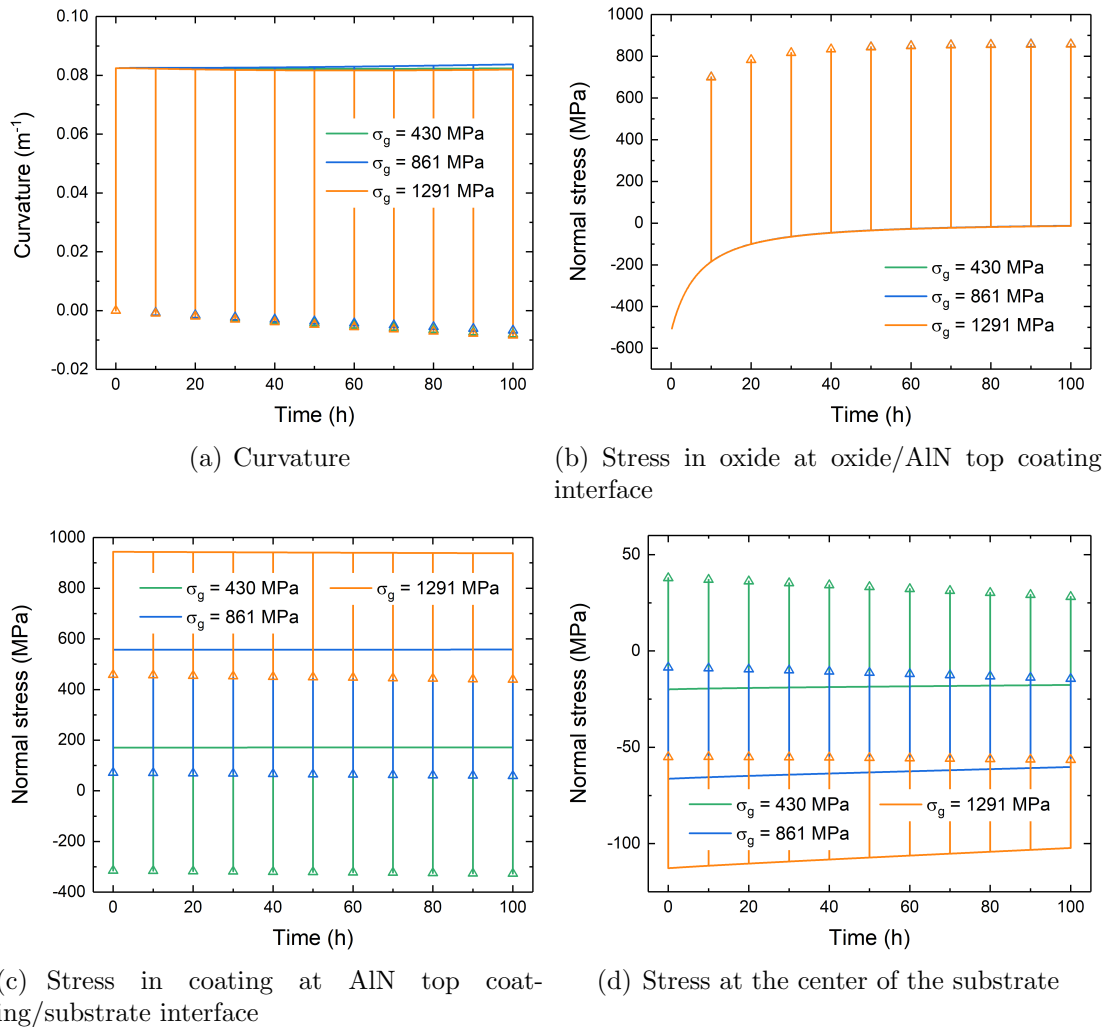 0.10
0.08
0.06
0.04
0.02
0.00
-0.02
Curvature (m⁻¹)
σg = 430 MPa
σg = 861 MPa
σg = 1291 MPa
0 20 40 60 80 100
Time (h)
(a) Curvature
1000
800
600
400
200
0
-200
-400
-600
Normal stress (MPa)
σg = 430 MPa
σg = 861 MPa
σg = 1291 MPa
0 20 40 60 80 100
Time (h)
(b) Stress in oxide at oxide/AlN top coating
interface
1000
800
600
400
200
0
-200
-400
Normal stress (MPa)
σg = 430 MPa σg = 1291 MPa
σg = 861 MPa
0 20 40 60 80 100
Time (h)
(c) Stress in coating at AlN top coat-
ing/substrate interface
50
0
-50
-100
Normal stress (MPa)
σg = 430 MPa σg = 1291 MPa
σg = 861 MPa
0 20 40 60 80 100
Time (h)
(d) Stress at the center of the substrate